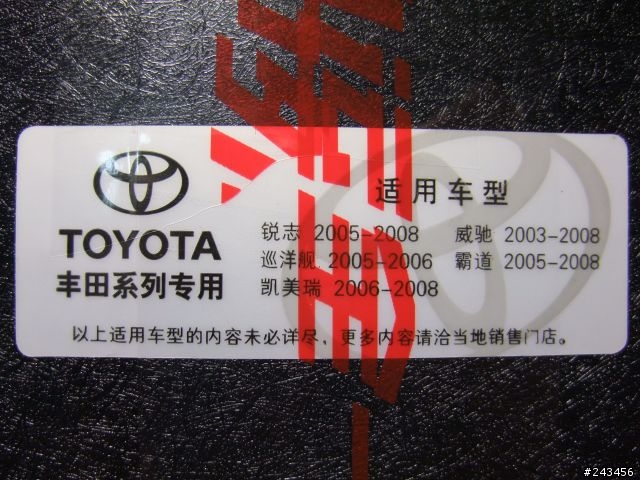 TOYOTA
丰田系列专用
适用车型
锐志 2005-2008 威驰 2003-2008
巡洋舰 2005-2006 霸道 2005-2008
凯美瑞 2006-2008
以上适用车型的内容未必详尽，更多内容请洽当地销售门店。
#243456